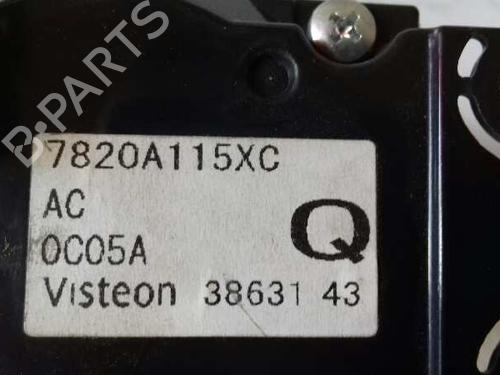 B-PARTS
7820A115XC
AC
0C05A
Q
Visteon 38631 43